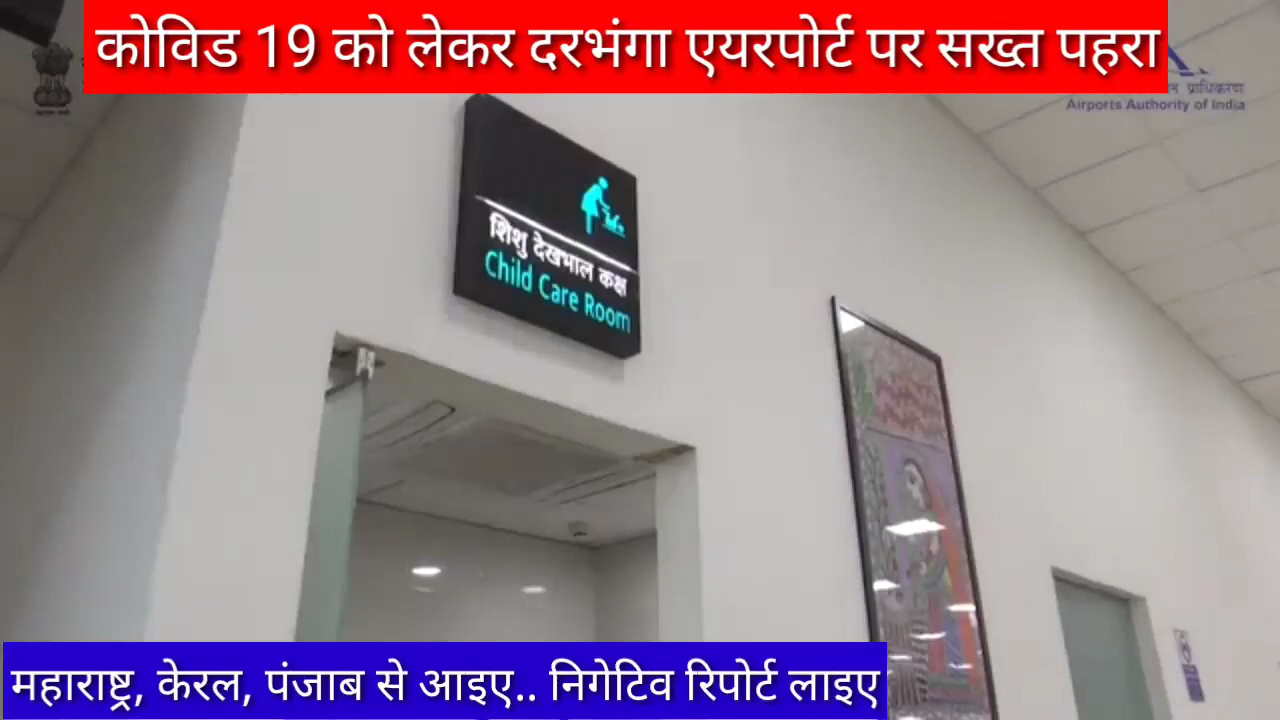 कोविड 19 को लेकर दरभंगा एयरपोर्ट पर सख्त पहरा
प्राधिकरण
Airports Authority of India
शिशु देखभाल कक्ष
Child Care Room
महाराष्ट्र, केरल, पंजाब से आइए.. निगेटिव रिपोर्ट लाइए